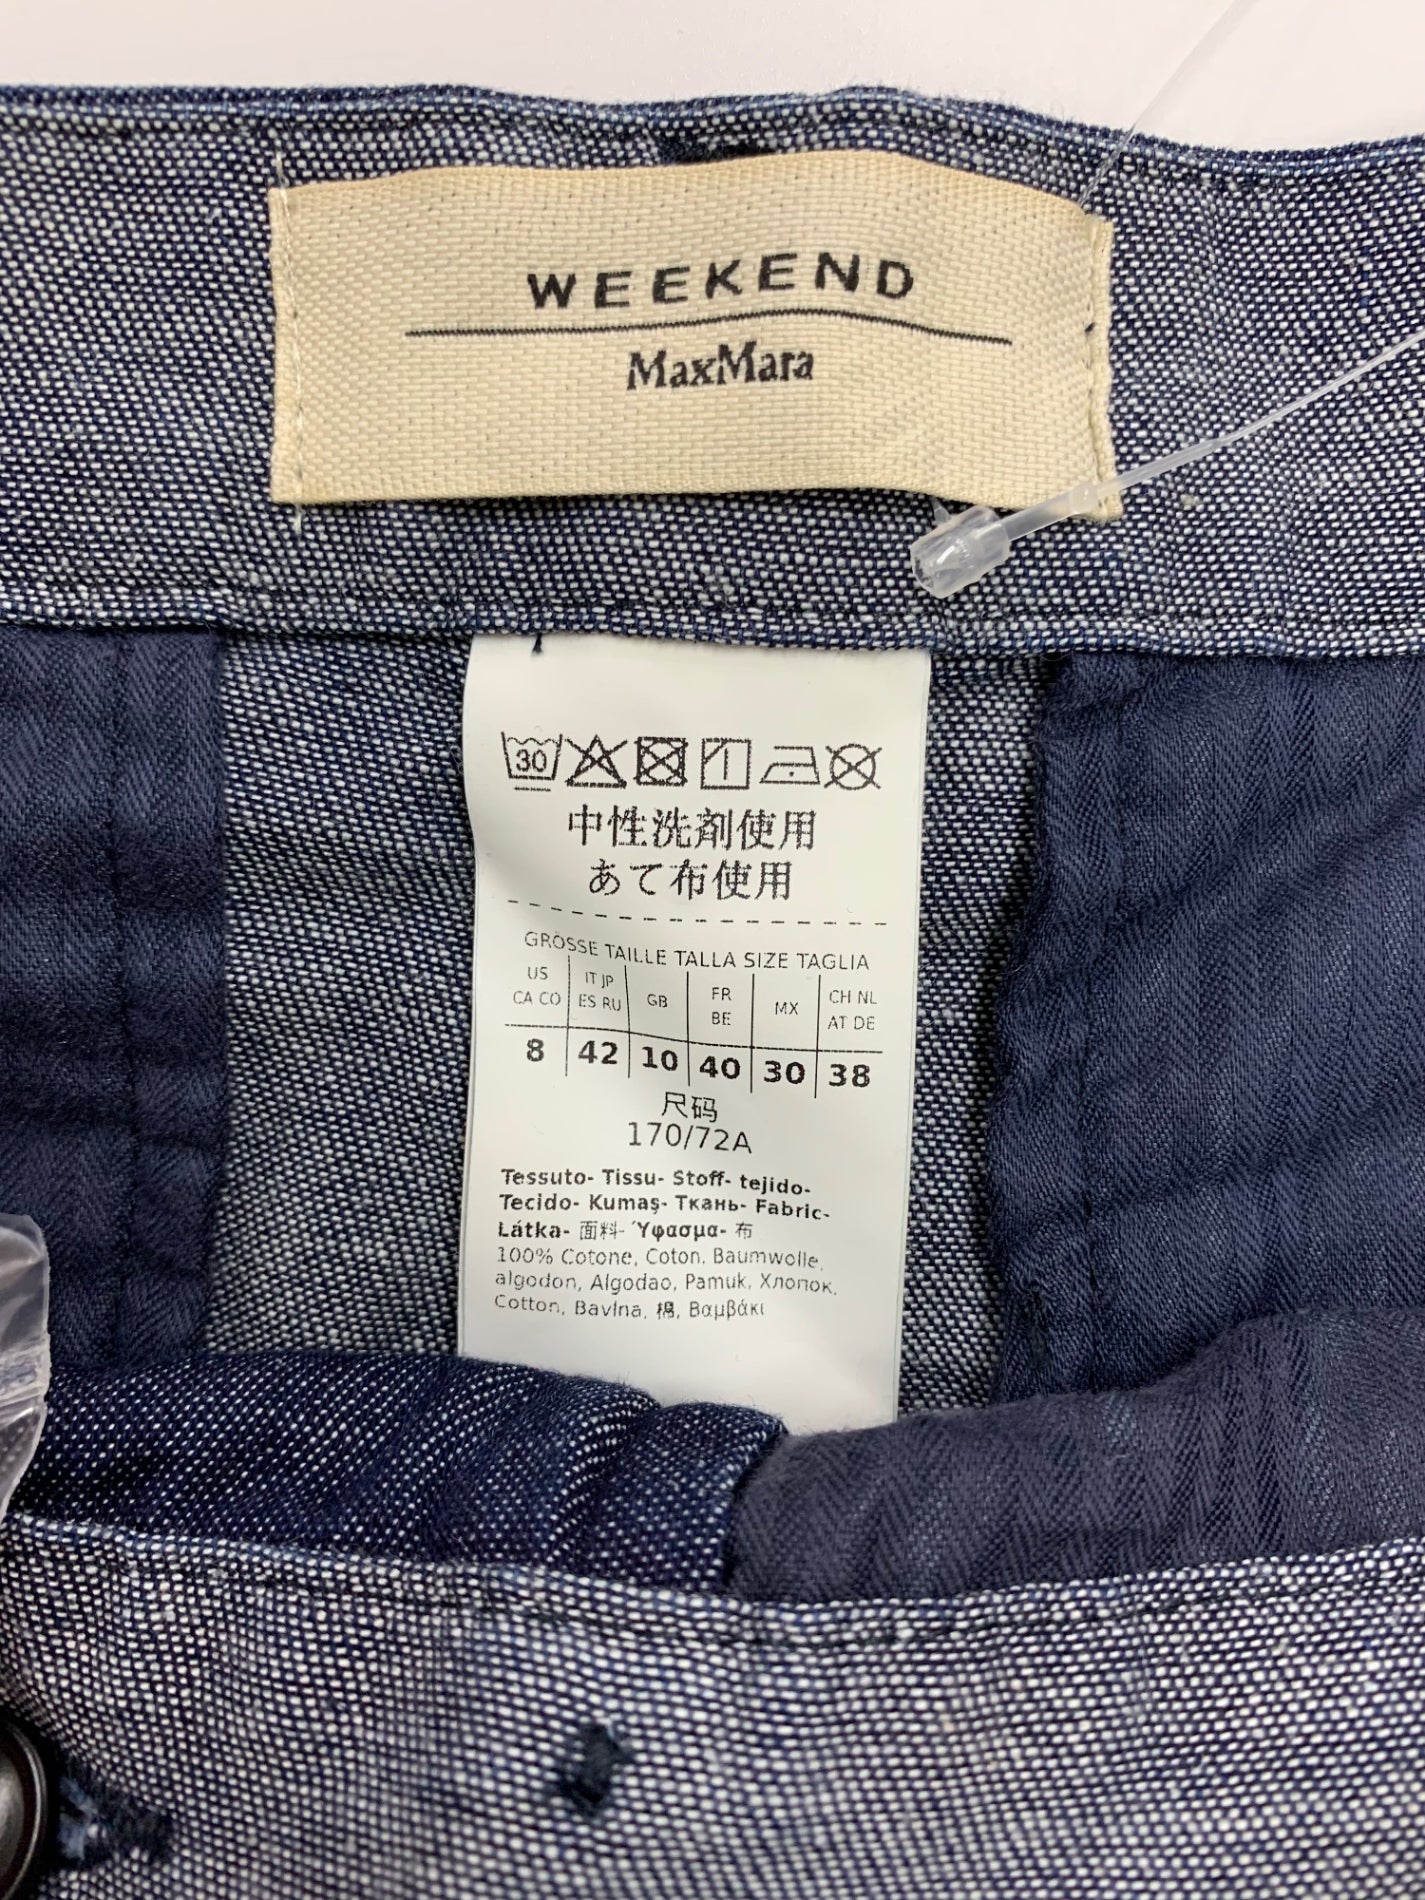 WEEKEND
MaxMara
30
中性洗剤使用
あて布使用
GRÖSSE TAILLE TALLA SIZE TAGLIA
US CA CO IT JP ES RU GB FR BE MX CH NL AT DE
8 42 10 40 30 38
尺码
170/72A
Tessuto- Tissu- Stoff- tejido-
Tecido- Kumaş- Ткань- Fabric-
Látka- 面料- Ύφασμα- 布
100% Cotone, Coton, Baumwolle,
algodon, Algodao, Pamuk, Хлопок,
Cotton, Bavlna, 棉, Βαμβάκι